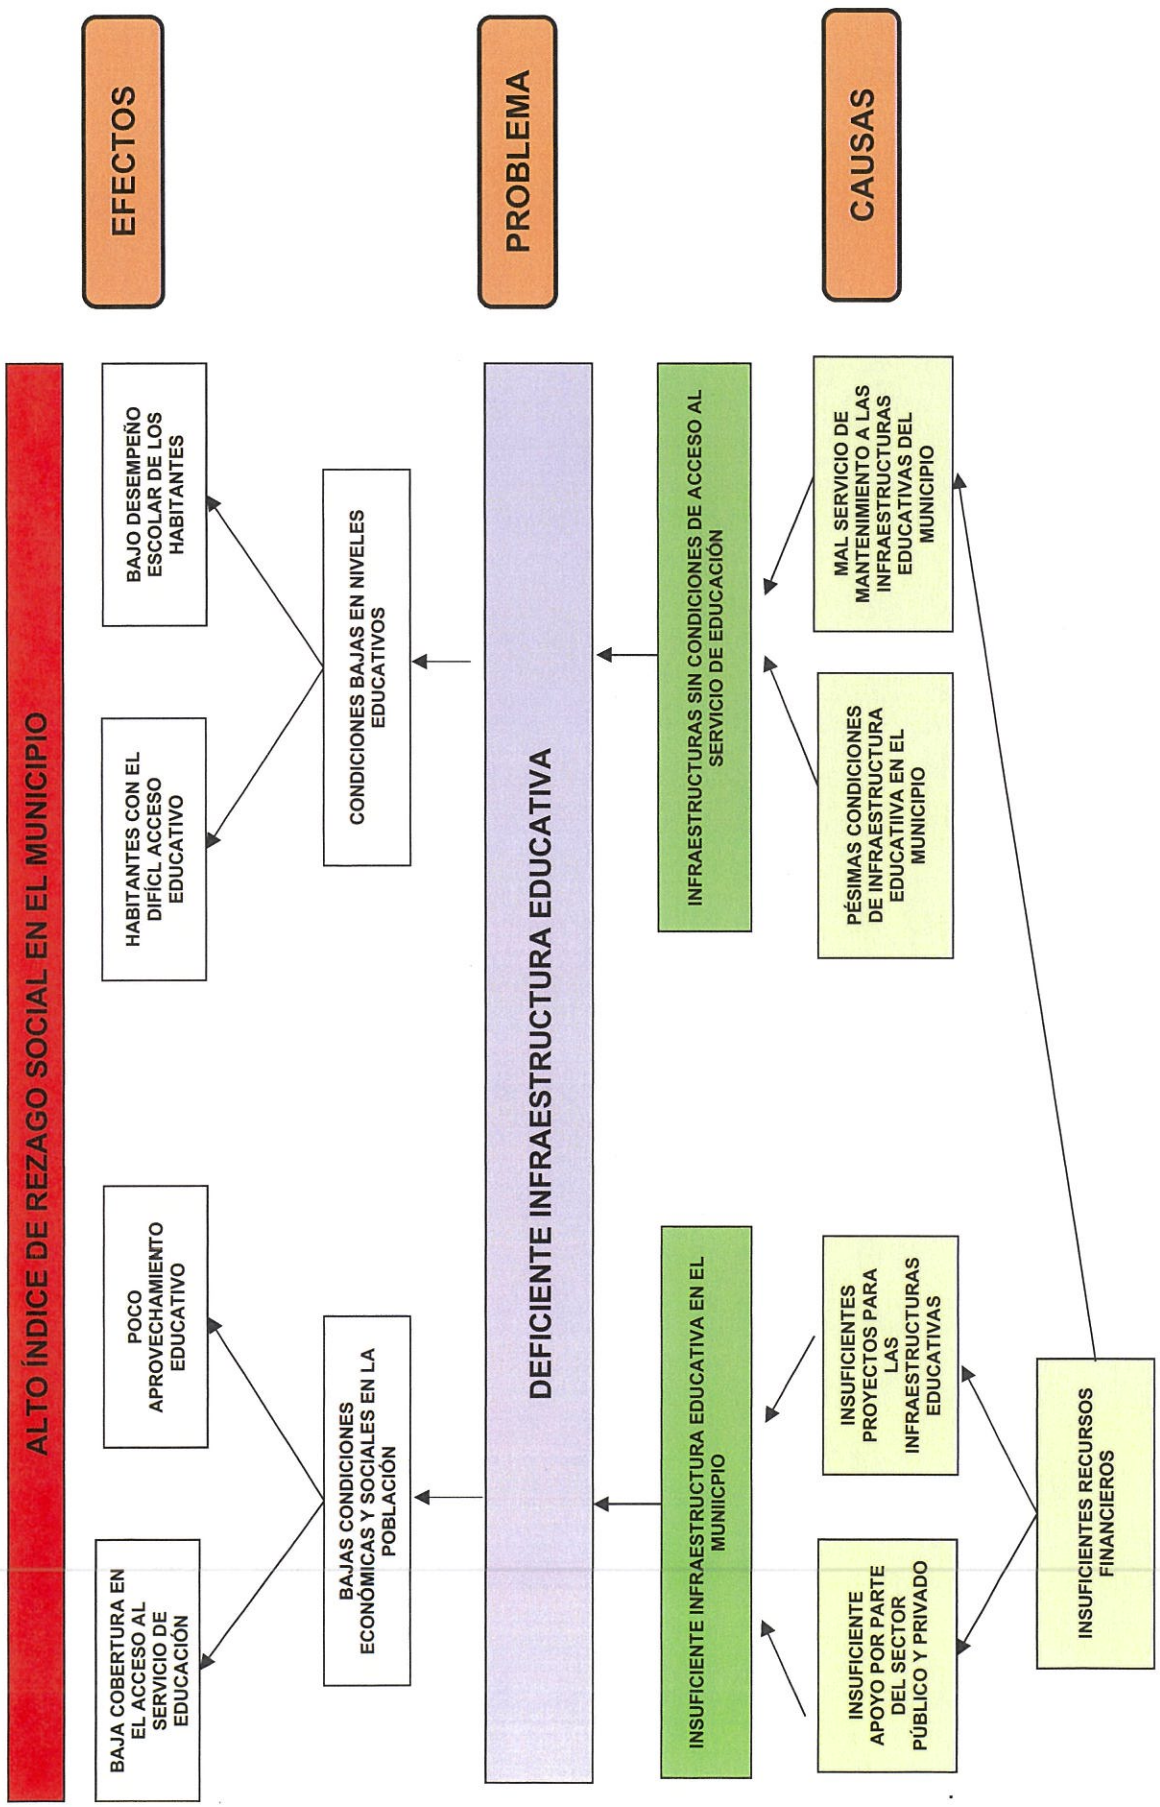 ALTO ÍNDICE DE REZAGO SOCIAL EN EL MUNICIPIO
BAJA COBERTURA EN
EL ACCESO AL
SERVICIO DE
EDUCACIÓN
POCO
APROVECHAMIENTO
EDUCATIVO
HABITANTES CON EL
DIFÍCL ACCESO
EDUCATIVO
BAJO DESEMPEÑO
ESCOLAR DE LOS
HABITANTES
EFECTOS
BAJAS CONDICIONES
ECONÓMICAS Y SOCIALES EN LA
POBLACIÓN
CONDICIONES BAJAS EN NIVELES
EDUCATIVOS
DEFICIENTE INFRAESTRUCTURA EDUCATIVA
PROBLEMA
INSUFICIENTE INFRAESTRUCTURA EDUCATIVA EN EL
MUNIICPIO
INFRAESTRUCTURAS SIN CONDICIONES DE ACCESO AL
SERVICIO DE EDUCACIÓN
INSUFICIENTE
APOYO POR PARTE
DEL SECTOR
PÚBLICO Y PRIVADO
INSUFICIENTES
PROYECTOS PARA
LAS
INFRAESTRUCTURAS
EDUCATIVAS
PÉSIMAS CONDICIONES
DE INFRAESTRUCTURA
EDUCATIIVA EN EL
MUNICIPIO
MAL SERVICIO DE
MANTENIMIENTO A LAS
INFRAESTRUCTURAS
EDUCATIVAS DEL
MUNICIPIO
CAUSAS
INSUFICIENTES RECURSOS
FINANCIEROS